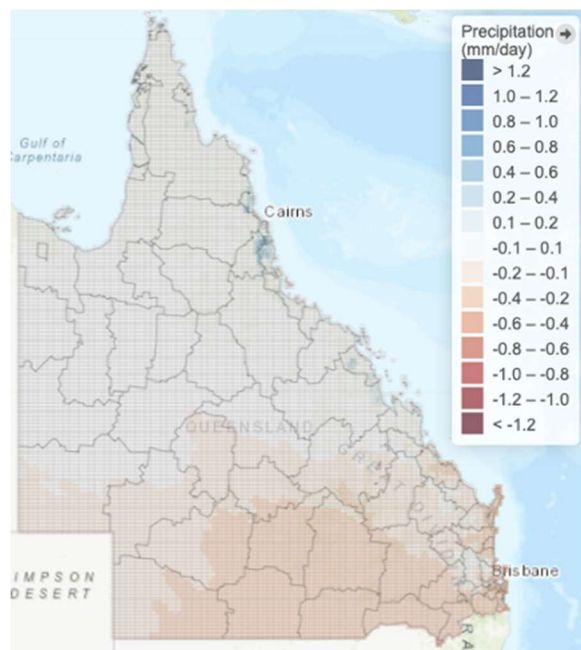 Precipitation
(mm/day)
> 1.2
1.0 – 1.2
0.8 – 1.0
0.6 – 0.8
0.4 – 0.6
0.2 – 0.4
0.1 – 0.2
-0.1 – 0.1
-0.2 – -0.1
-0.4 – -0.2
-0.6 – -0.4
-0.8 – -0.6
-1.0 – -0.8
-1.2 – -1.0
< -1.2
Gulf of
Carpentaria
Cairns
QUEENSLAND
GREAT DIVID
Brisbane
IMPSON
DESERT
RA